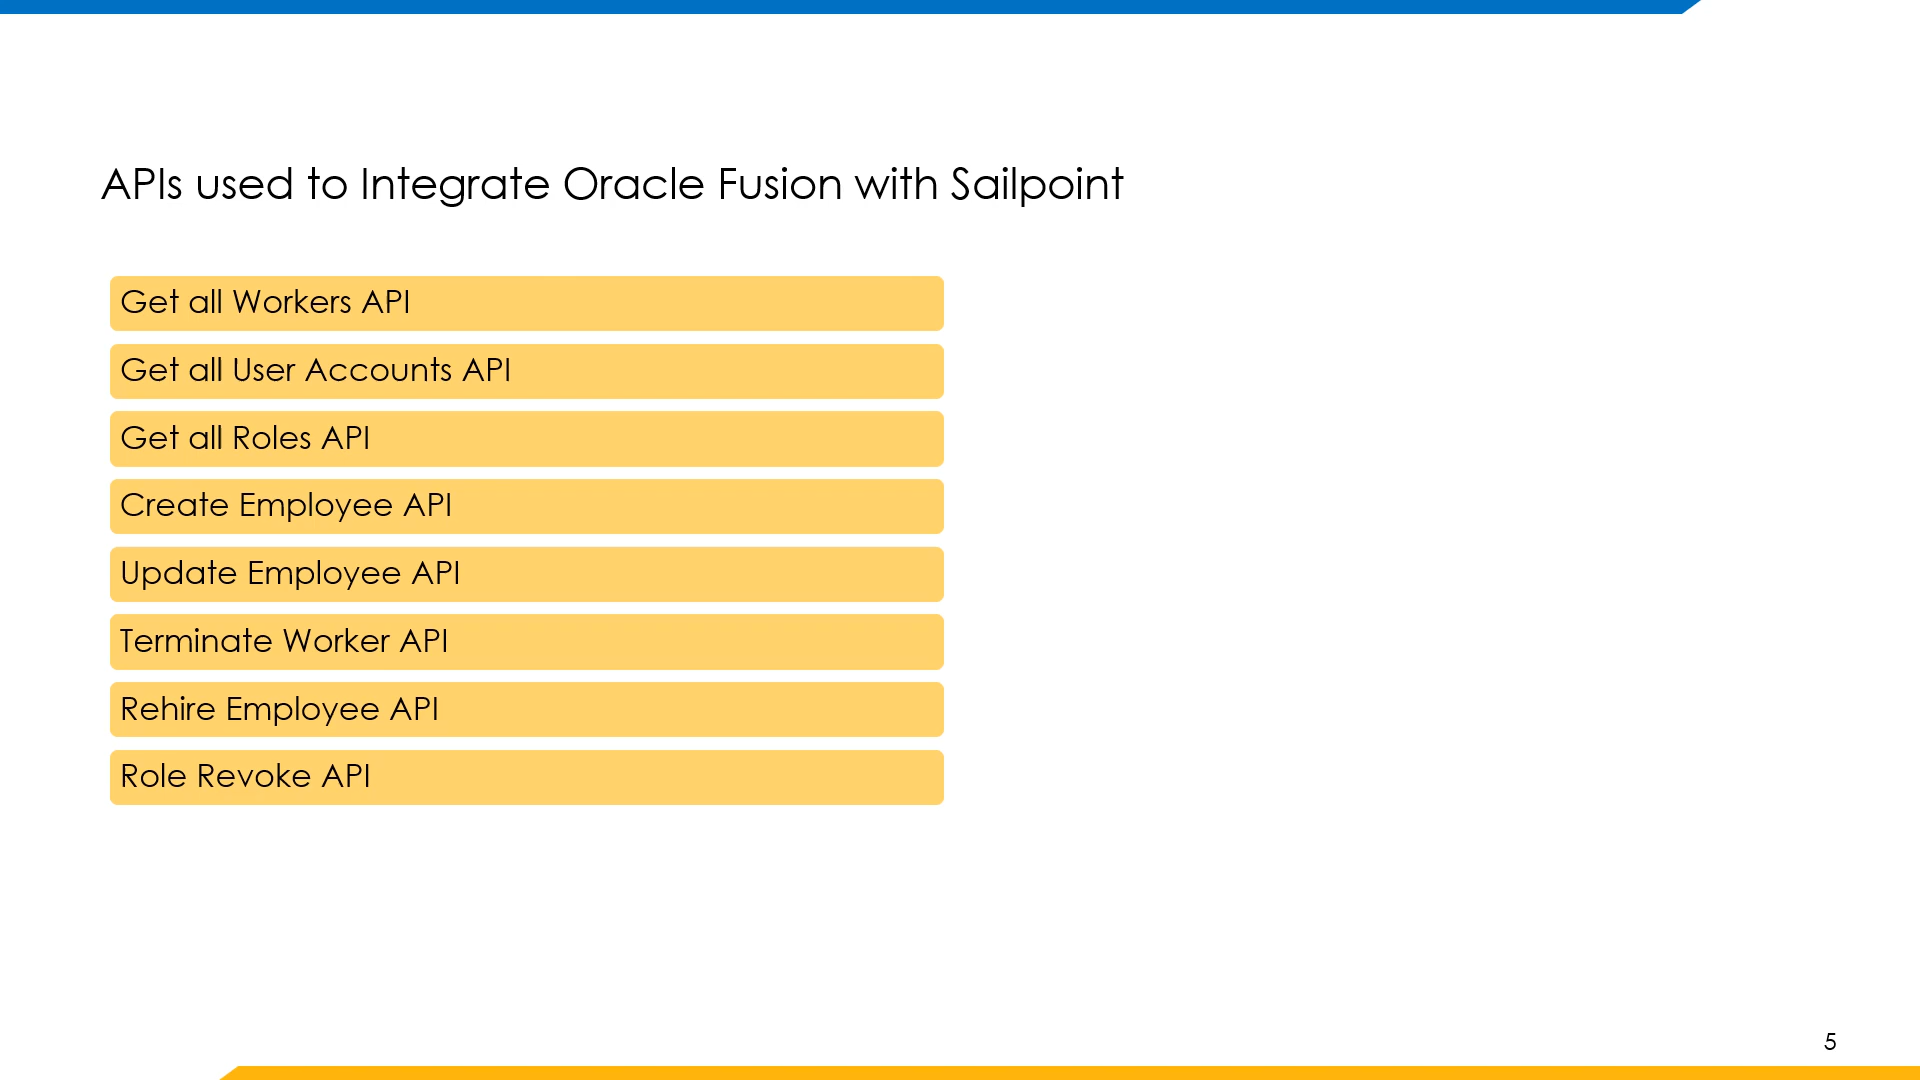 APIs used to Integrate Oracle Fusion with Sailpoint
Get all Workers API
Get all User Accounts API
Get all Roles API
Create Employee API
Update Employee API
Terminate Worker API
Rehire Employee API
Role Revoke API
5